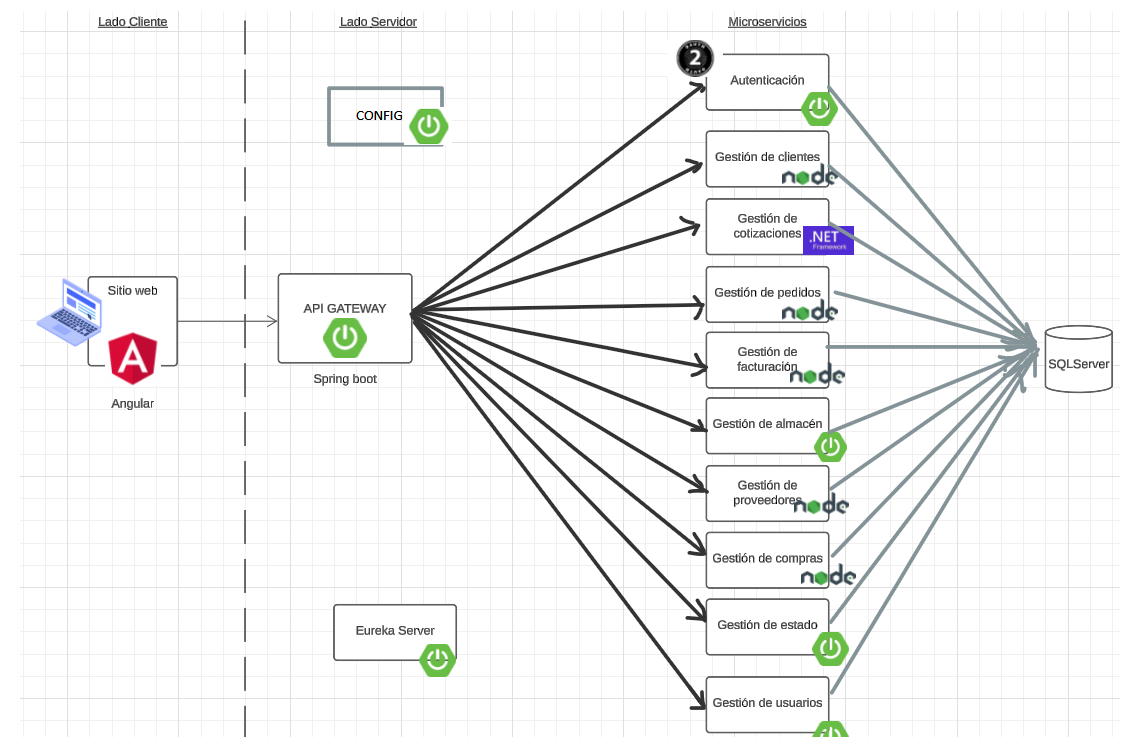 Lado Cliente
Lado Servidor
Microservicios
2
Autenticación
CONFIG
Gestión de clientes
node
Gestión de
cotizaciones
.NET
Framework
Sitio web
API GATEWAY
Gestión de pedidos
node
Spring boot
Angular
Gestión de
facturación
node
SQLServer
Gestión de almacén
Gestión de
proveedores
node
Gestión de compras
node
Eureka Server
Gestión de estado
Gestión de usuarios